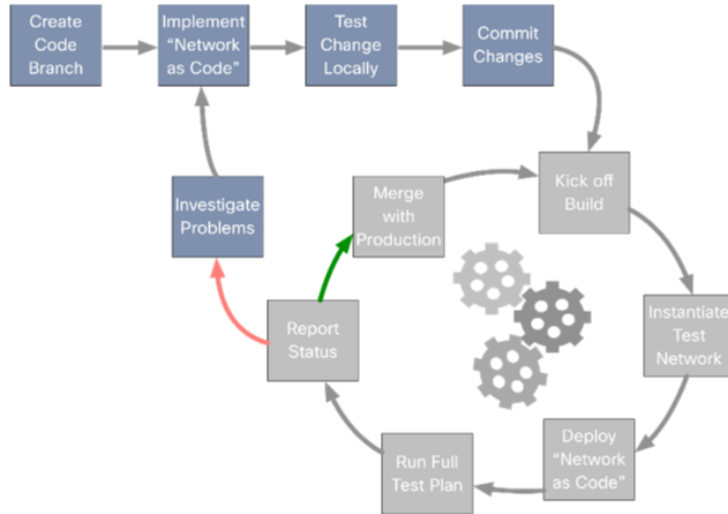 Create
Code
Branch
Implement
“Network
as Code”
Test
Change
Locally
Commit
Changes
Investigate
Problems
Merge
with
Production
Kick off
Build
Report
Status
Instantiate
Test
Network
Run Full
Test Plan
Deploy
“Network
as Code”